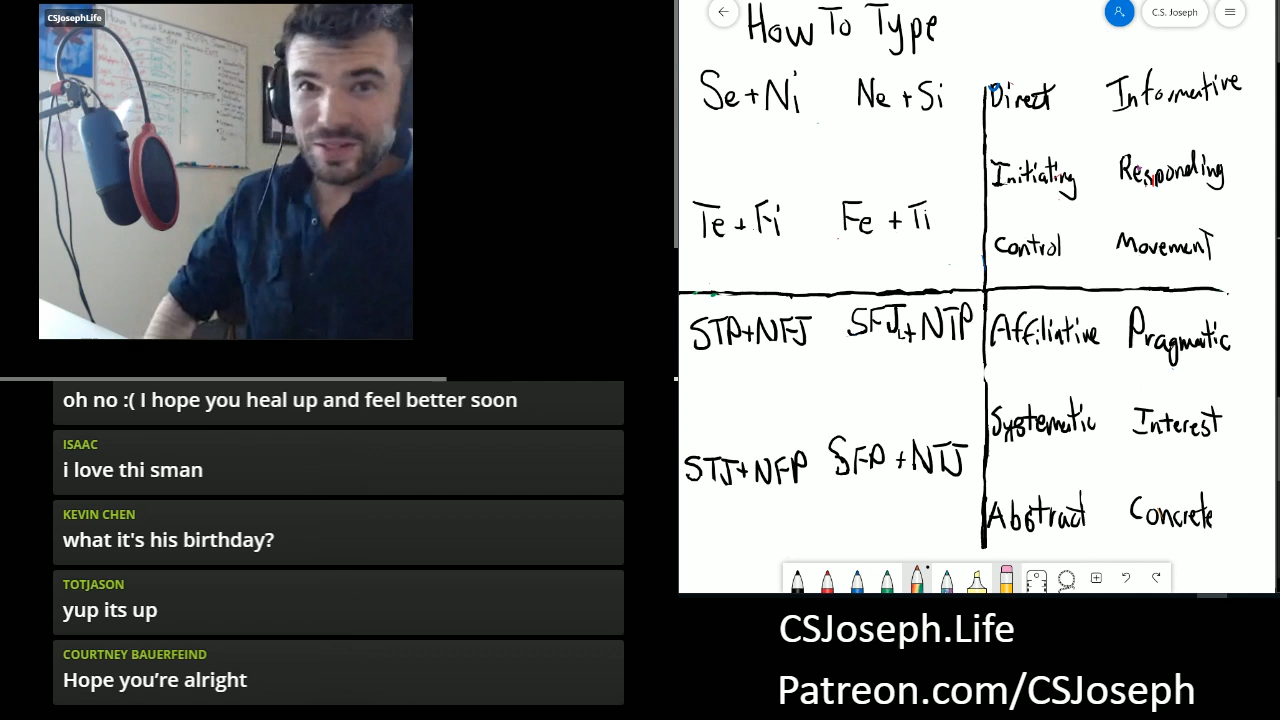 CSJosephLife
oh no :( I hope you heal up and feel better soon
ISAAC
i love thi sman
KEVIN CHEN
what it's his birthday?
TOTJASON
yup its up
COURTNEY BAUERFEIND
Hope you're alright
C.S. Joseph
How To Type
Se + Ni Ne + Si Direct Informative
Initiating Responding
Te + Fi Fe + Ti Control Movement
STP+NFJ SFJ+NTP Affiliative Pragmatic
Systematic Interest
STJ+NFP SFP+NTJ
Abstract Concrete
CSJoseph.Life
Patreon.com/CSJoseph